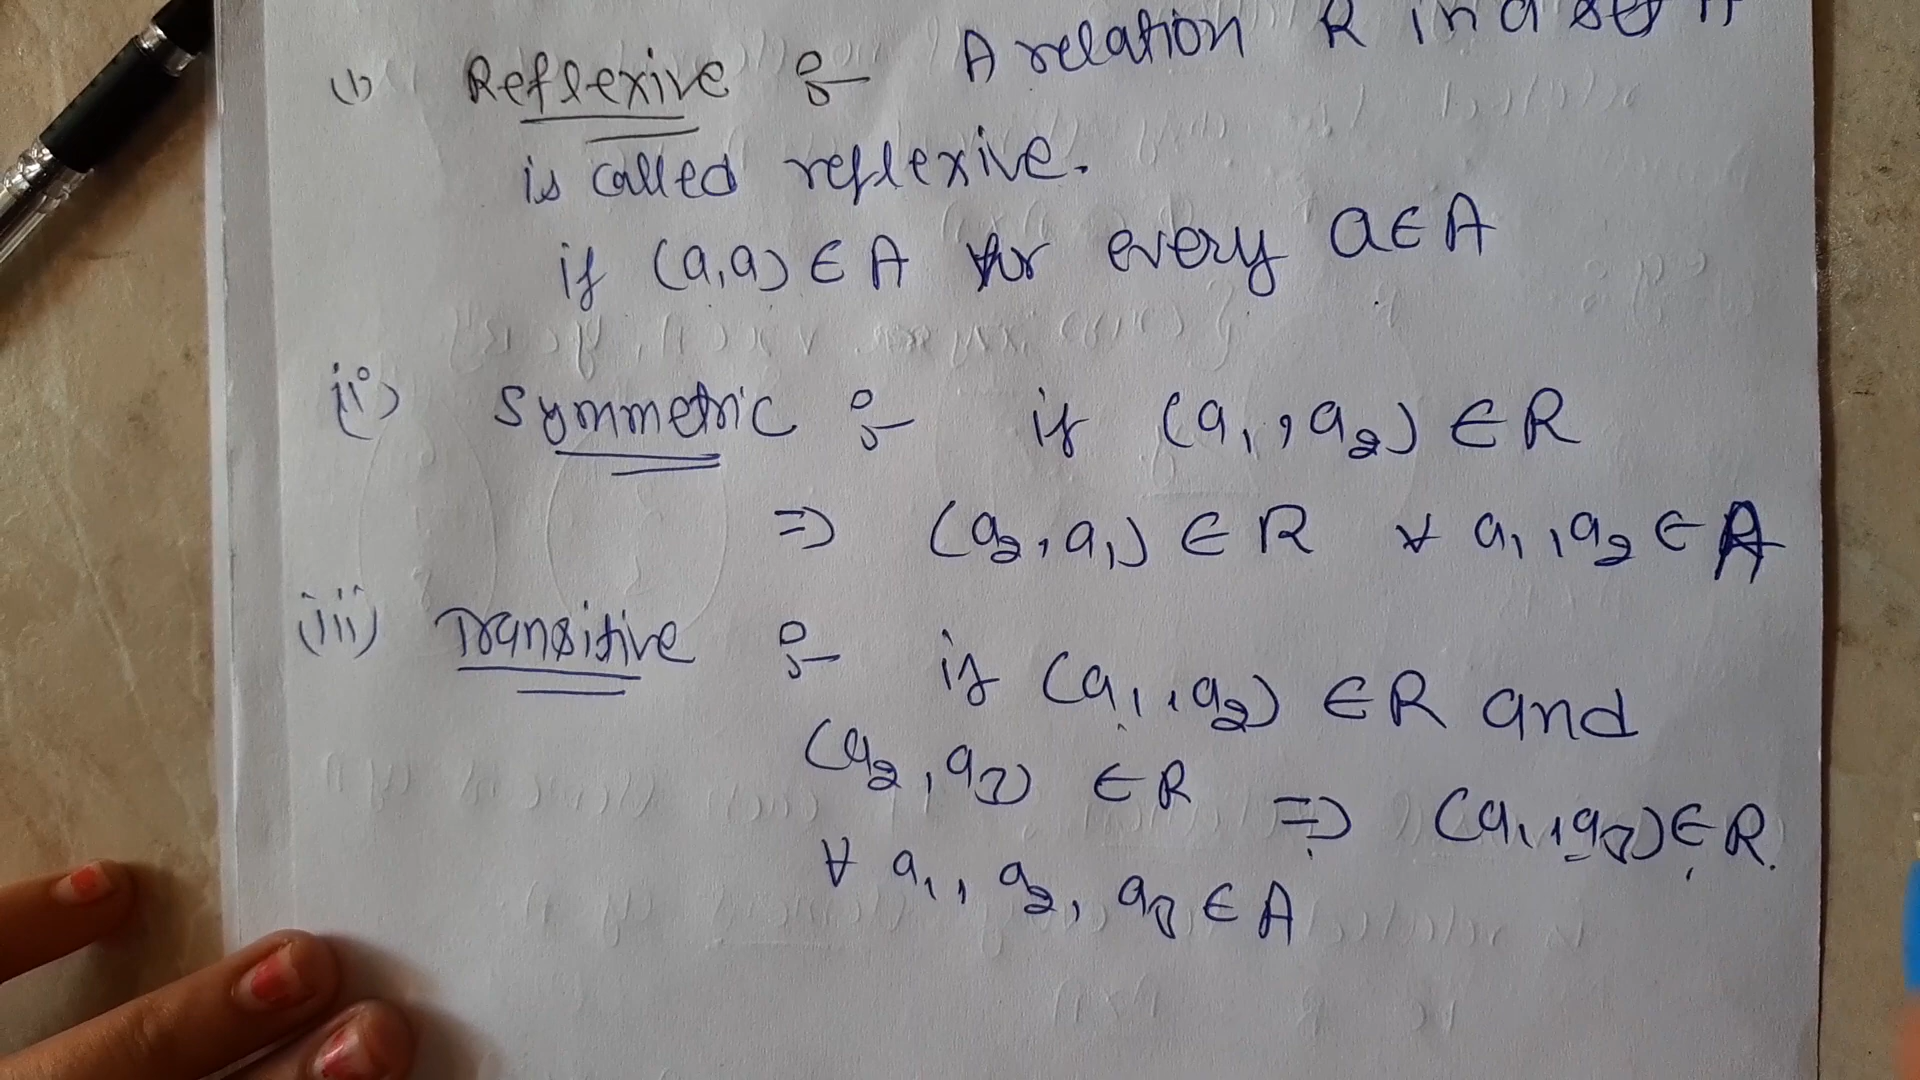 (i) Reflexive :- A relation R in a set A
is called reflexive.
if (a,a) ∈ A for every a ∈ A
(ii) Symmetric :- if (a₁, a₂) ∈ R
⇒ (a₂, a₁) ∈ R ∀ a₁, a₂ ∈ A
(iii) Transitive :- if (a₁, a₂) ∈ R and
(a₂, a₃) ∈ R ⇒ (a₁, a₃) ∈ R.
∀ a₁, a₂, a₃ ∈ A